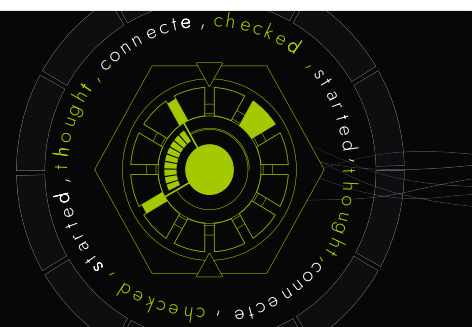 thought, connecte, checked, started, thought, connecte, checked, started,